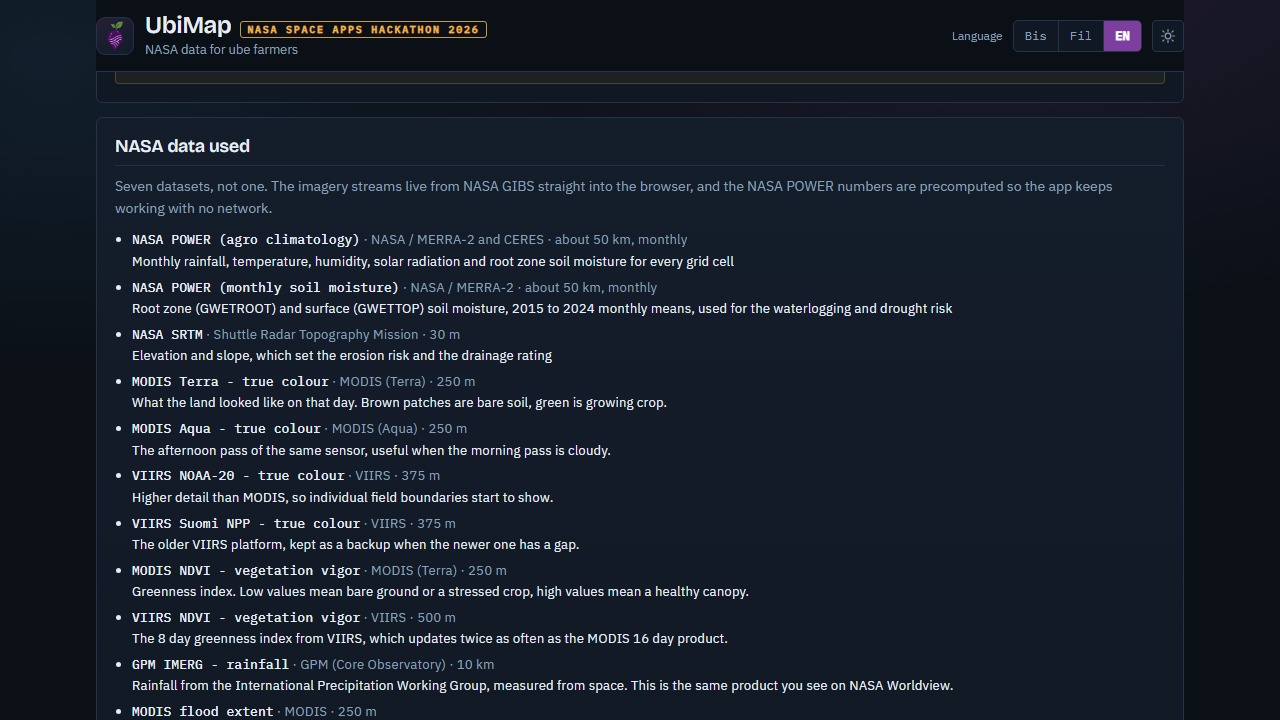 UbiMap NASA SPACE APPS HACKATHON 2026
NASA data for ube farmers
Language Bis Fil EN
NASA data used
Seven datasets, not one. The imagery streams live from NASA GIBS straight into the browser, and the NASA POWER numbers are precomputed so the app keeps
working with no network.
• NASA POWER (agro climatology) · NASA / MERRA-2 and CERES · about 50 km, monthly
Monthly rainfall, temperature, humidity, solar radiation and root zone soil moisture for every grid cell
• NASA POWER (monthly soil moisture) · NASA / MERRA-2 · about 50 km, monthly
Root zone (GWETROOT) and surface (GWETTOP) soil moisture, 2015 to 2024 monthly means, used for the waterlogging and drought risk
• NASA SRTM · Shuttle Radar Topography Mission · 30 m
Elevation and slope, which set the erosion risk and the drainage rating
• MODIS Terra - true colour · MODIS (Terra) · 250 m
What the land looked like on that day. Brown patches are bare soil, green is growing crop.
• MODIS Aqua - true colour · MODIS (Aqua) · 250 m
The afternoon pass of the same sensor, useful when the morning pass is cloudy.
• VIIRS NOAA-20 - true colour · VIIRS · 375 m
Higher detail than MODIS, so individual field boundaries start to show.
• VIIRS Suomi NPP - true colour · VIIRS · 375 m
The older VIIRS platform, kept as a backup when the newer one has a gap.
• MODIS NDVI - vegetation vigor · MODIS (Terra) · 250 m
Greenness index. Low values mean bare ground or a stressed crop, high values mean a healthy canopy.
• VIIRS NDVI - vegetation vigor · VIIRS · 500 m
The 8 day greenness index from VIIRS, which updates twice as often as the MODIS 16 day product.
• GPM IMERG - rainfall · GPM (Core Observatory) · 10 km
Rainfall from the International Precipitation Working Group, measured from space. This is the same product you see on NASA Worldview.
• MODIS flood extent · MODIS · 250 m